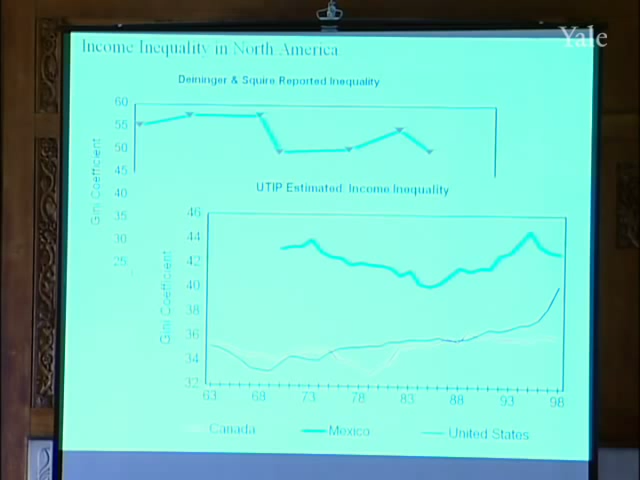 Yale
Income Inequality in North America
Deininger & Squire Reported Inequality
60
55
50
45
40
35
30
25
Gini Coefficient
UTIP Estimated Income Inequality
46
44
42
40
38
36
34
32
Gini Coefficient
63 68 73 78 83 88 93 98
Canada Mexico United States